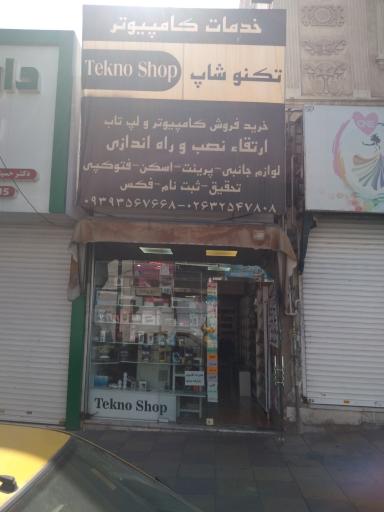 خدمات کامپیوتر
تکنو شاپ
Tekno Shop
خرید فروش کامپیوتر و لپ تاپ
ارتقاء نصب و راه اندازی
لوازم جانبی-پرینت-اسکن-فتوکپی
تحقیق-ثبت نام-فکس
۰۹۳۹۳۵۶۷۶۶۸-۰۲۶۳۲۵۴۷۸۰۸
Tekno Shop